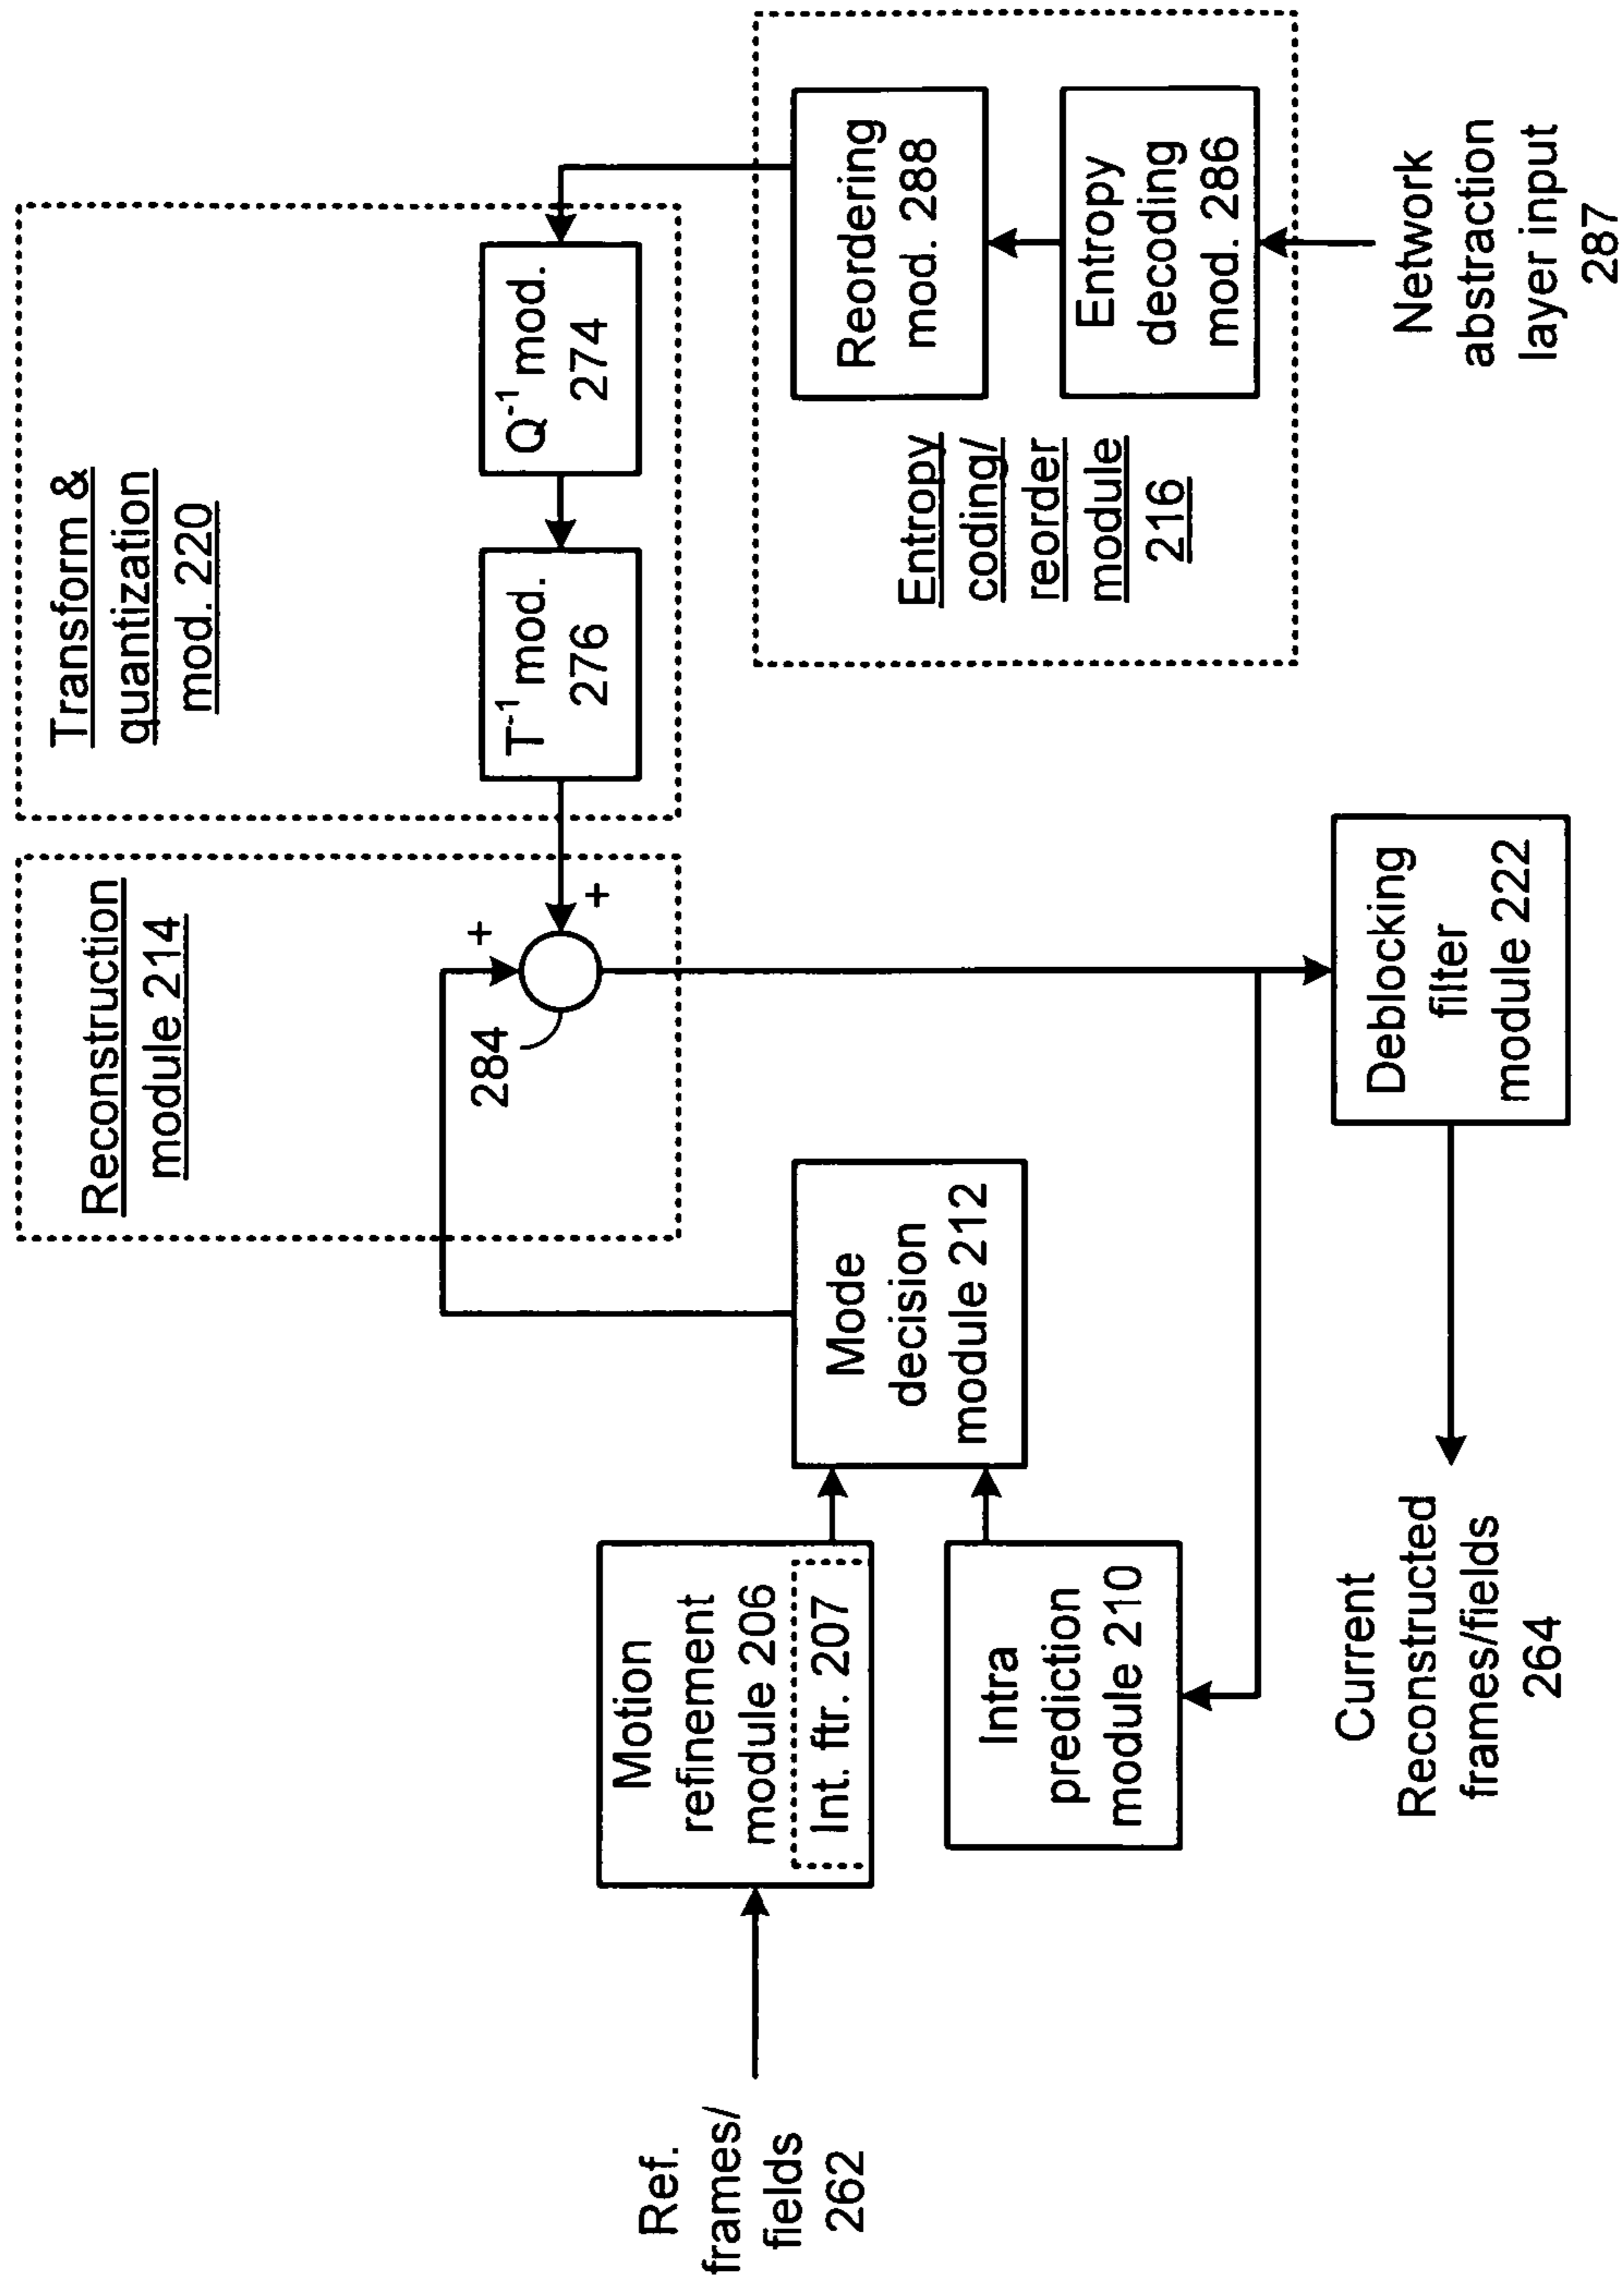 Ref.
frames/
fields
262
Motion
refinement
module 206
Int. ftr. 207
Intra
prediction
module 210
Mode
decision
module 212
Reconstruction
module 214
284
+
+
Transform &
quantization
mod. 220
T-1 mod.
276
Q-1 mod.
274
Reordering
mod. 288
Entropy
decoding
mod. 286
Entropy
coding/
reorder
module
216
Current
Reconstructed
frames/fields
264
Deblocking
filter
module 222
Network
abstraction
layer input
287